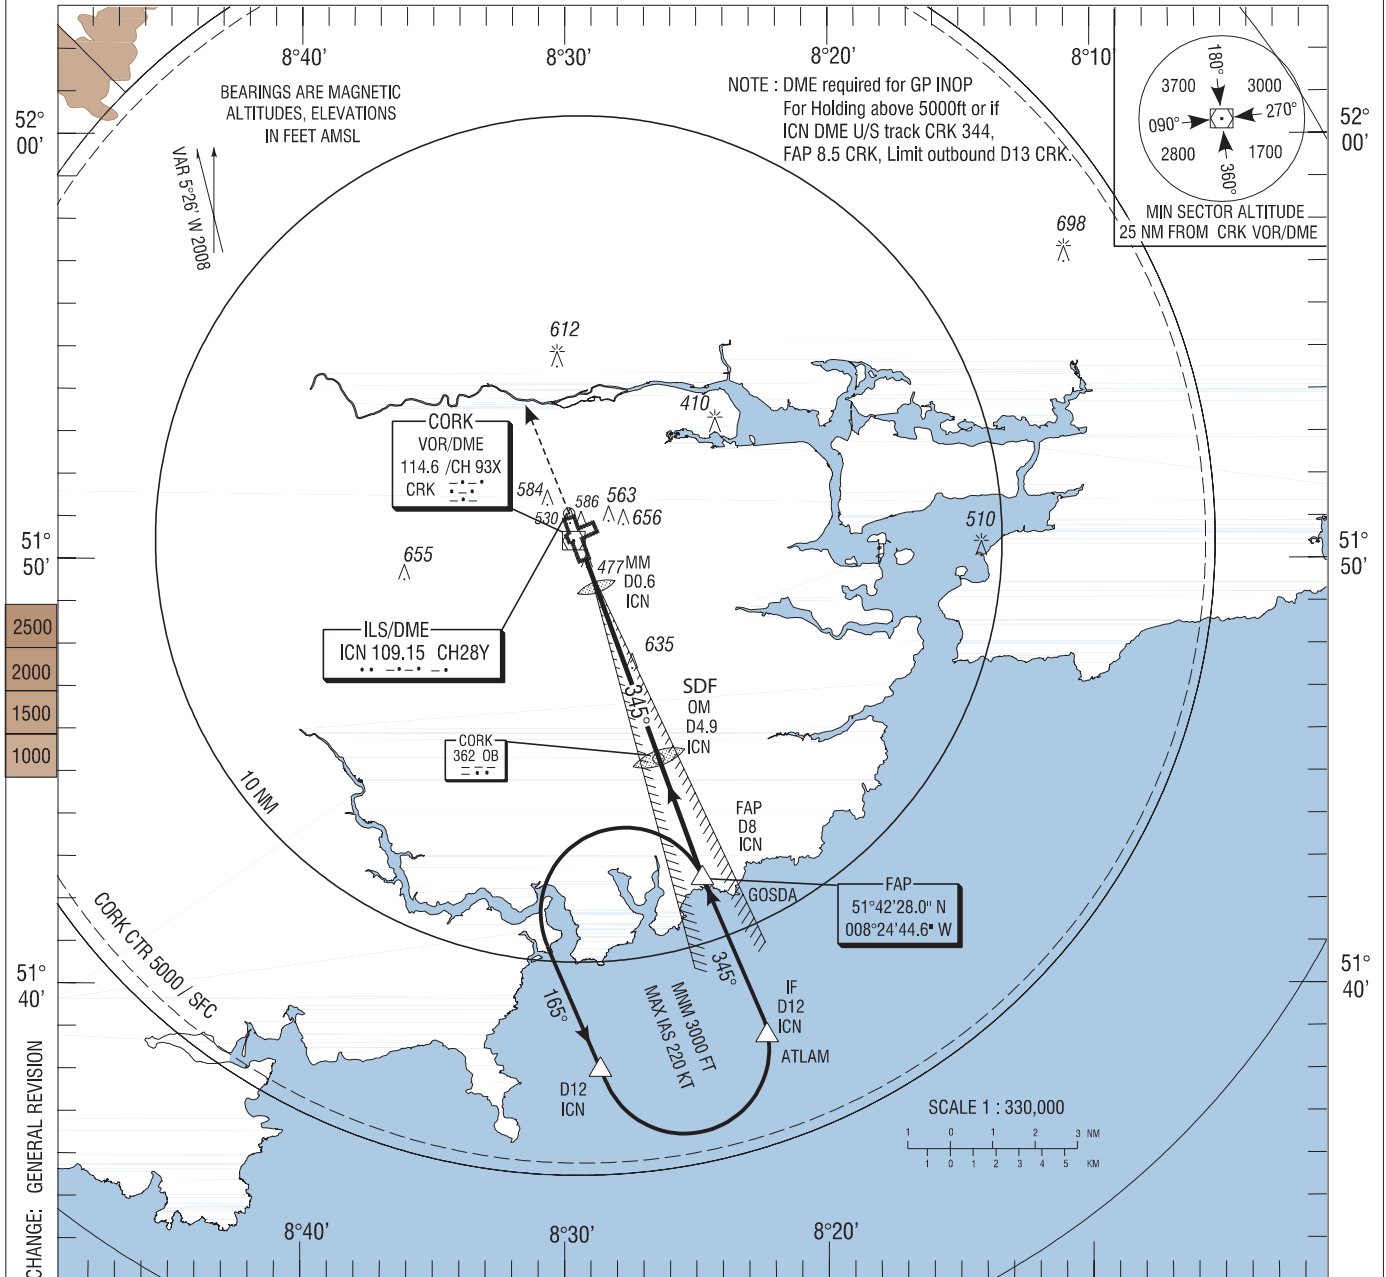 8°40'
8°30'
8°20'
8°10'
BEARINGS ARE MAGNETIC
ALTITUDES, ELEVATIONS
IN FEET AMSL
NOTE : DME required for GP INOP
For Holding above 5000ft or if
ICN DME U/S track CRK 344,
FAP 8.5 CRK, Limit outbound D13 CRK.
180°
3700
3000
090°
270°
2800
1700
360°
MIN SECTOR ALTITUDE
25 NM FROM CRK VOR/DME
52°
00'
52°
00'
VAR 5°26' W 2008
698
612
410
CORK
VOR/DME
114.6 /CH 93X
CRK
584
586
563
530
656
510
655
477
MM
D0.6
ICN
51°
50'
51°
50'
2500
2000
1500
1000
ILS/DME
ICN 109.15 CH28Y
635
345°
SDF
OM
D4.9
ICN
CORK
362 OB
10 NM
FAP
D8
ICN
GOSDA
FAP
51°42'28.0" N
008°24'44.6" W
CORK CTR 5000 / SFC
51°
40'
51°
40'
165°
345°
MNM 3000 FT
MAX IAS 220 KT
IF
D12
ICN
ATLAM
D12
ICN
SCALE 1 : 330,000
1 0 1 2 3 NM
1 0 1 2 3 4 5 KM
CHANGE: GENERAL REVISION
8°40'
8°30'
8°20'